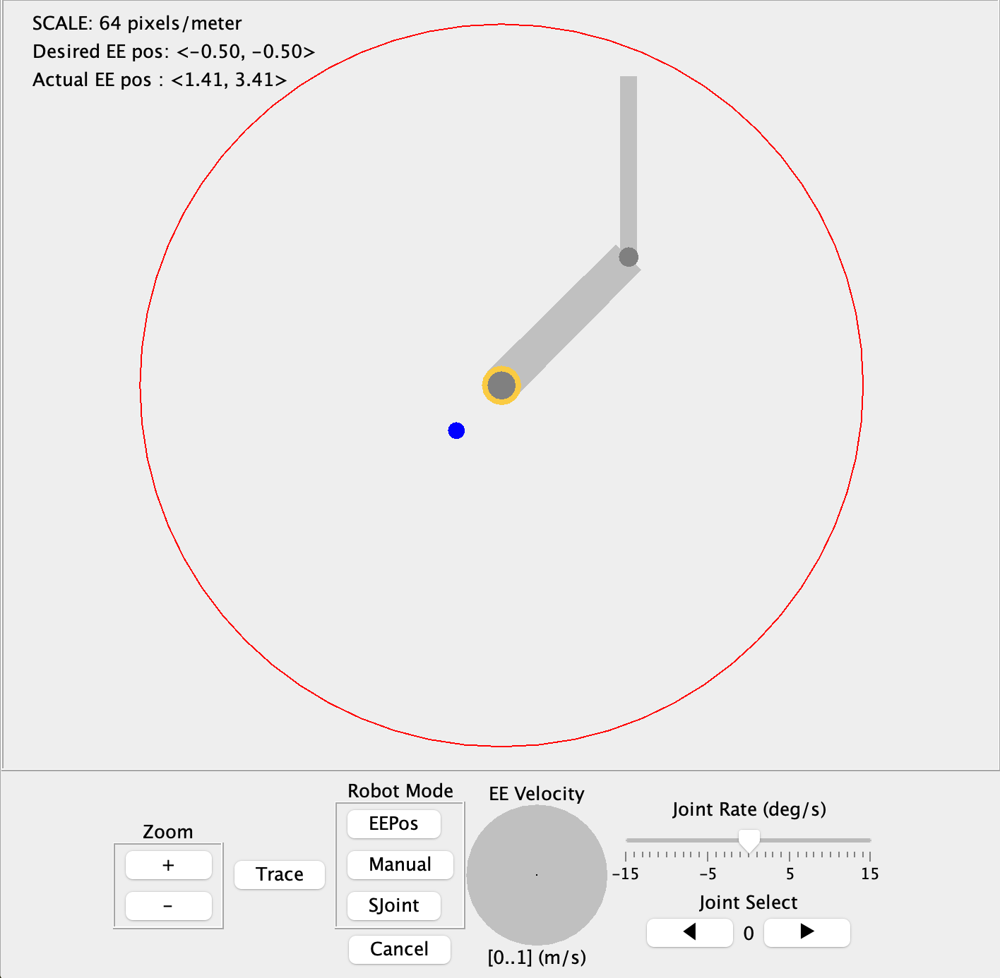 SCALE: 64 pixels/meter
Desired EE pos: <-0.50, -0.50>
Actual EE pos : <1.41, 3.41>
Zoom
+
-
Trace
Robot Mode
EEPos
Manual
SJoint
Cancel
EE Velocity
[0..1] (m/s)
Joint Rate (deg/s)
-15 -5 5 15
Joint Select
0